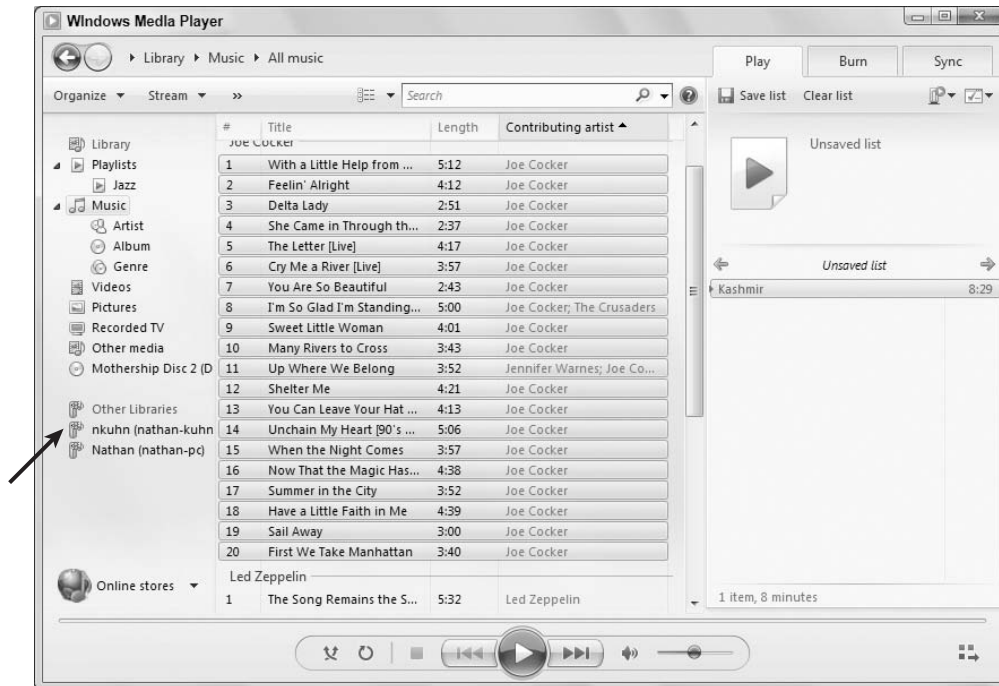 Windows Media Player
Library Music All music
Play Burn Sync
Organize Stream » Search
Save list Clear list
# Title Length Contributing artist
Library
Playlists
Jazz
Music
Artist
Album
Genre
Videos
Pictures
Recorded TV
Other media
Mothership Disc 2 (D
Other Libraries
nkuhn (nathan-kuhn
Nathan (nathan-pc)
Online stores
Joe Cocker
1 With a Little Help from ... 5:12 Joe Cocker
2 Feelin' Alright 4:12 Joe Cocker
3 Delta Lady 2:51 Joe Cocker
4 She Came in Through th... 2:37 Joe Cocker
5 The Letter [Live] 4:17 Joe Cocker
6 Cry Me a River [Live] 3:57 Joe Cocker
7 You Are So Beautiful 2:43 Joe Cocker
8 I'm So Glad I'm Standing... 5:00 Joe Cocker; The Crusaders
9 Sweet Little Woman 4:01 Joe Cocker
10 Many Rivers to Cross 3:43 Joe Cocker
11 Up Where We Belong 3:52 Jennifer Warnes; Joe Co...
12 Shelter Me 4:21 Joe Cocker
13 You Can Leave Your Hat ... 4:13 Joe Cocker
14 Unchain My Heart [90's ... 5:06 Joe Cocker
15 When the Night Comes 3:57 Joe Cocker
16 Now That the Magic Has... 4:38 Joe Cocker
17 Summer in the City 3:52 Joe Cocker
18 Have a Little Faith in Me 4:39 Joe Cocker
19 Sail Away 3:00 Joe Cocker
20 First We Take Manhattan 3:40 Joe Cocker
Led Zeppelin
1 The Song Remains the S... 5:32 Led Zeppelin
Unsaved list
Unsaved list
Kashmir 8:29
1 item, 8 minutes